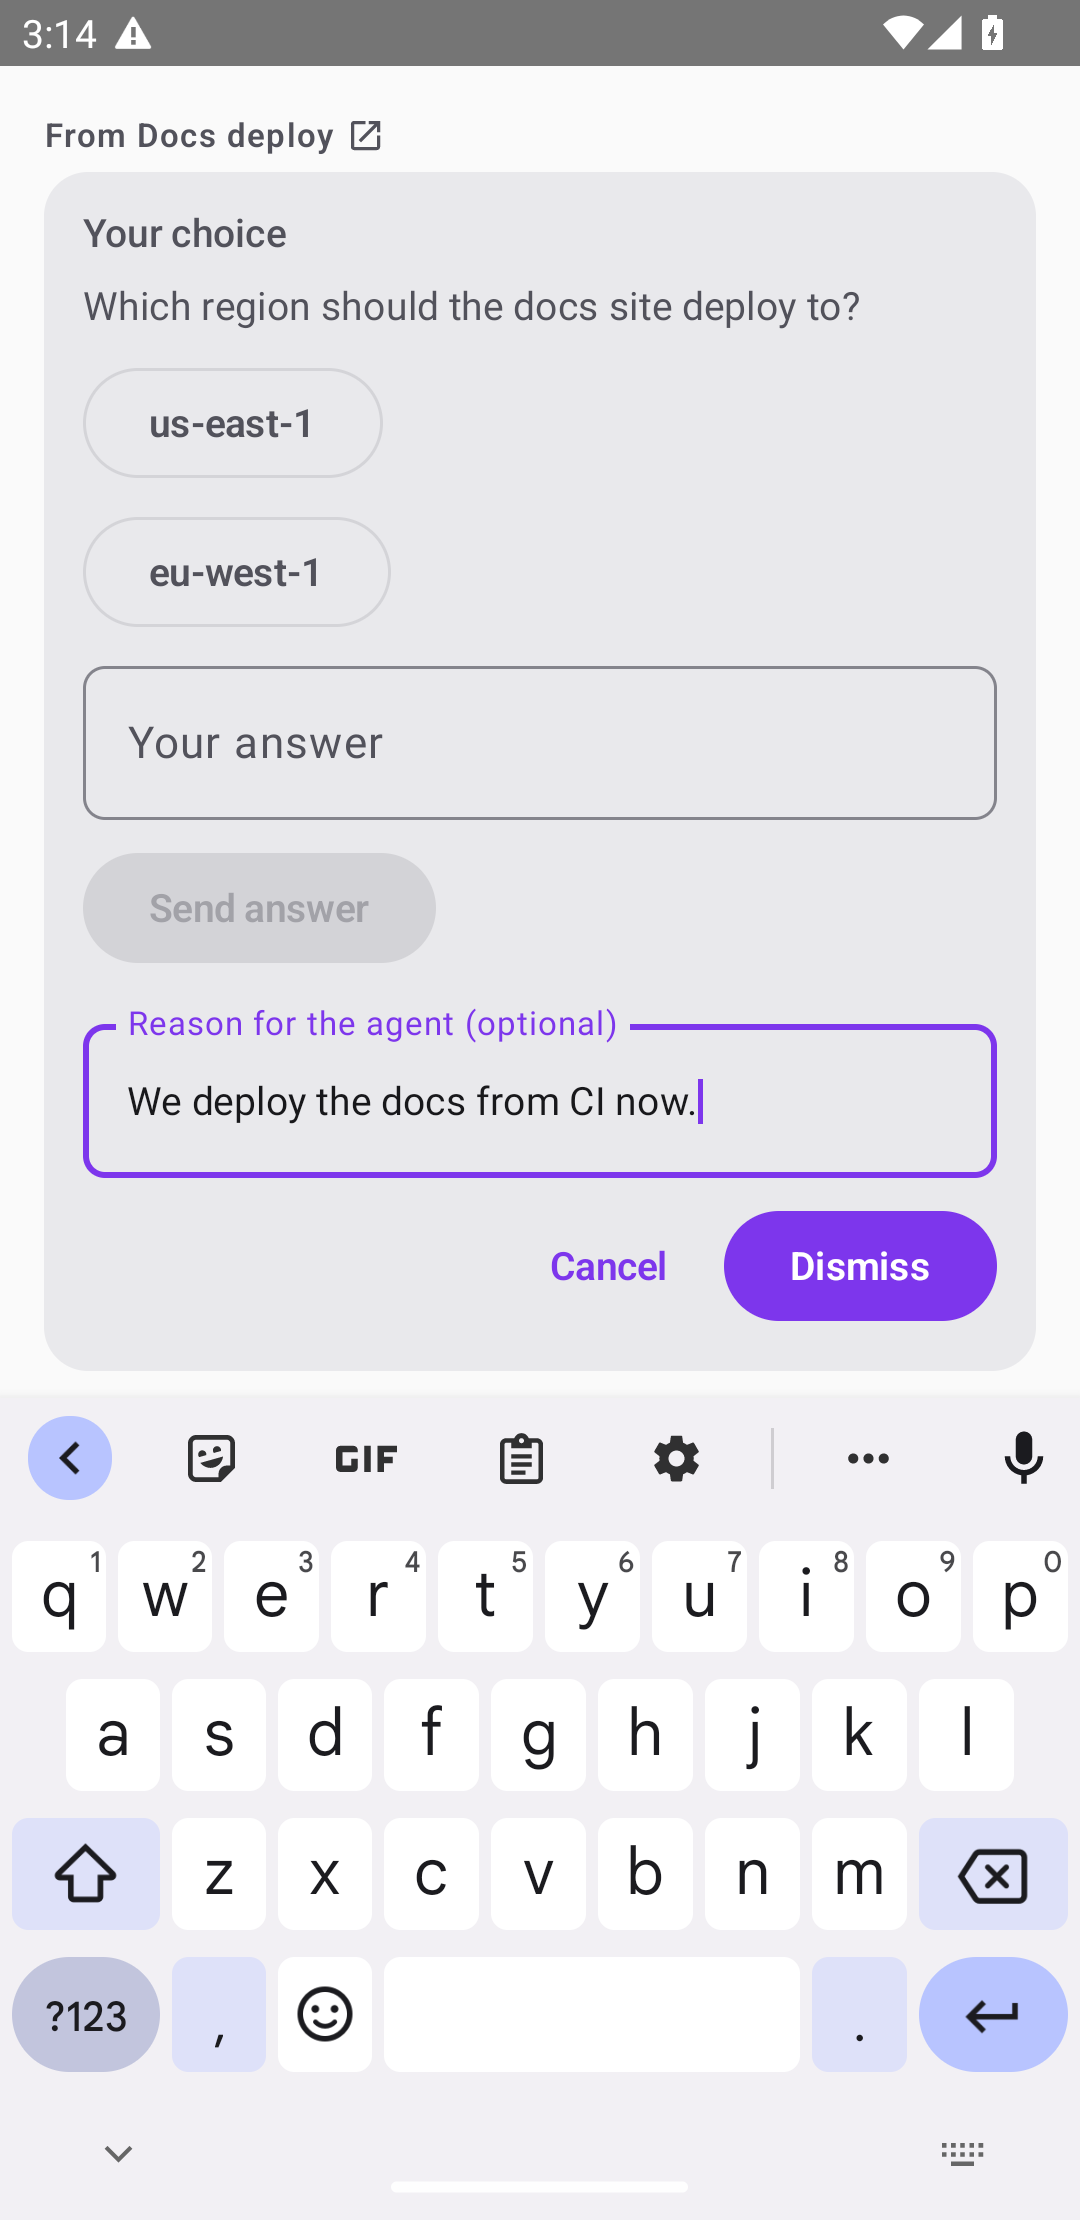 3:14
From Docs deploy
Your choice
Which region should the docs site deploy to?
us-east-1
eu-west-1
Your answer
Send answer
Reason for the agent (optional)
We deploy the docs from CI now.
Cancel Dismiss
GIF
q 1 w 2 e 3 r 4 t 5 y 6 u 7 i 8 o 9 p 0
a s d f g h j k l
z x c v b n m
?123 , .